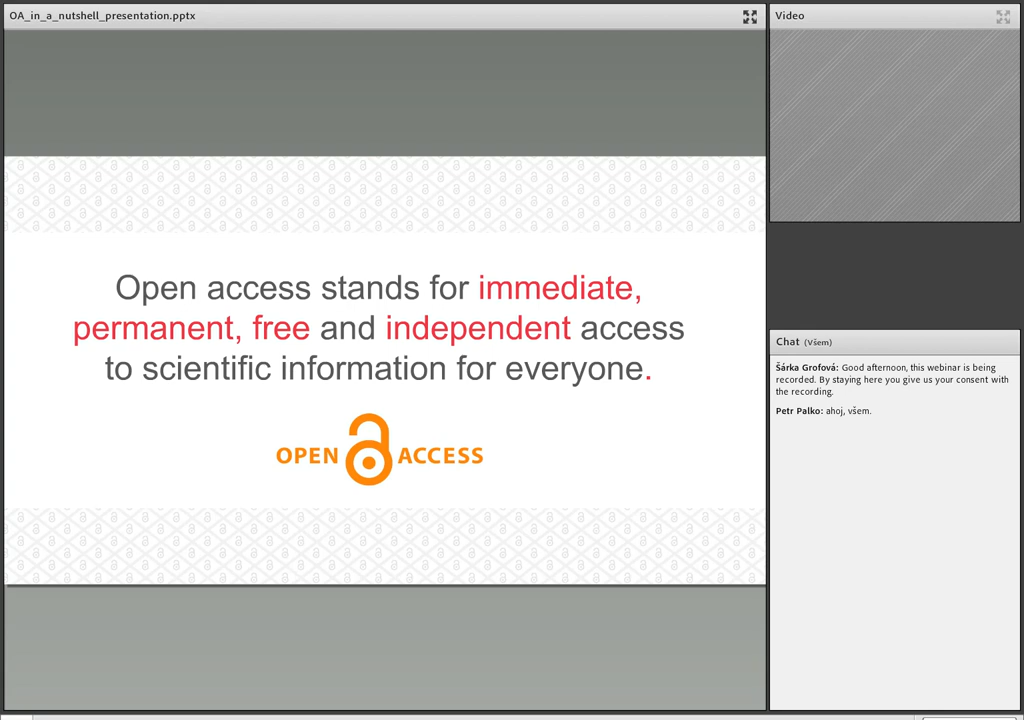 OA_in_a_nutshell_presentation.pptx
Video
Open access stands for immediate,
permanent, free and independent access
to scientific information for everyone.
OPEN ACCESS
Chat (Všem)
Šárka Grofová: Good afternoon, this webinar is being
recorded. By staying here you give us your consent with
the recording.
Petr Palko: ahoj, všem.